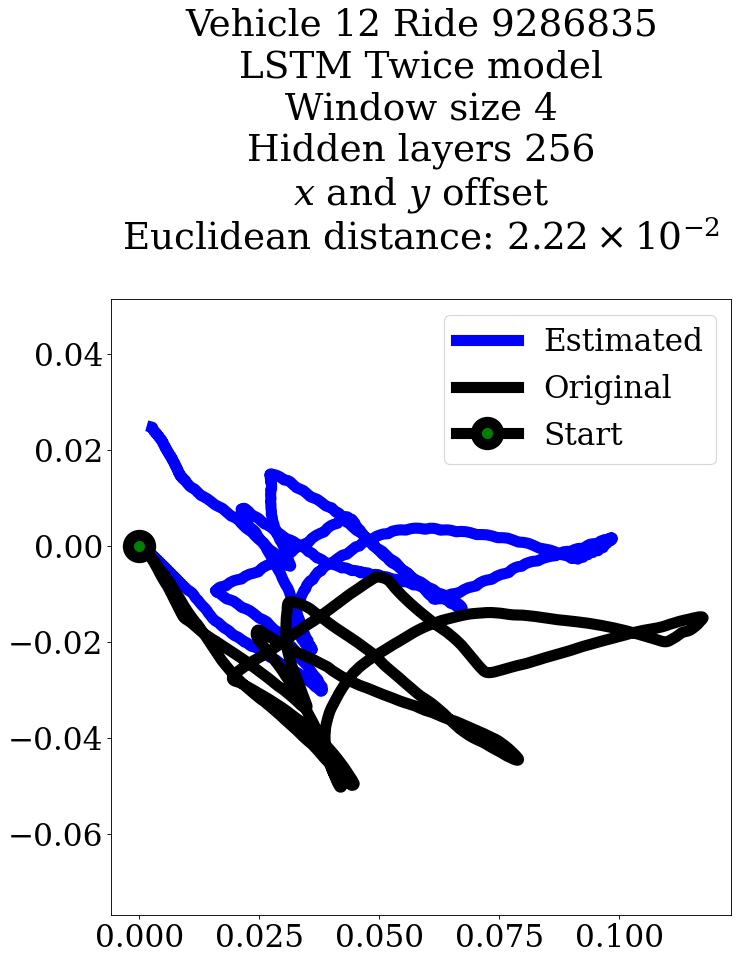 Vehicle 12 Ride 9286835
LSTM Twice model
Window size 4
Hidden layers 256
x and y offset
Euclidean distance: 2.22 × 10⁻²
Estimated
Original
Start
0.04
0.02
0.00
−0.02
−0.04
−0.06
0.000 0.025 0.050 0.075 0.100